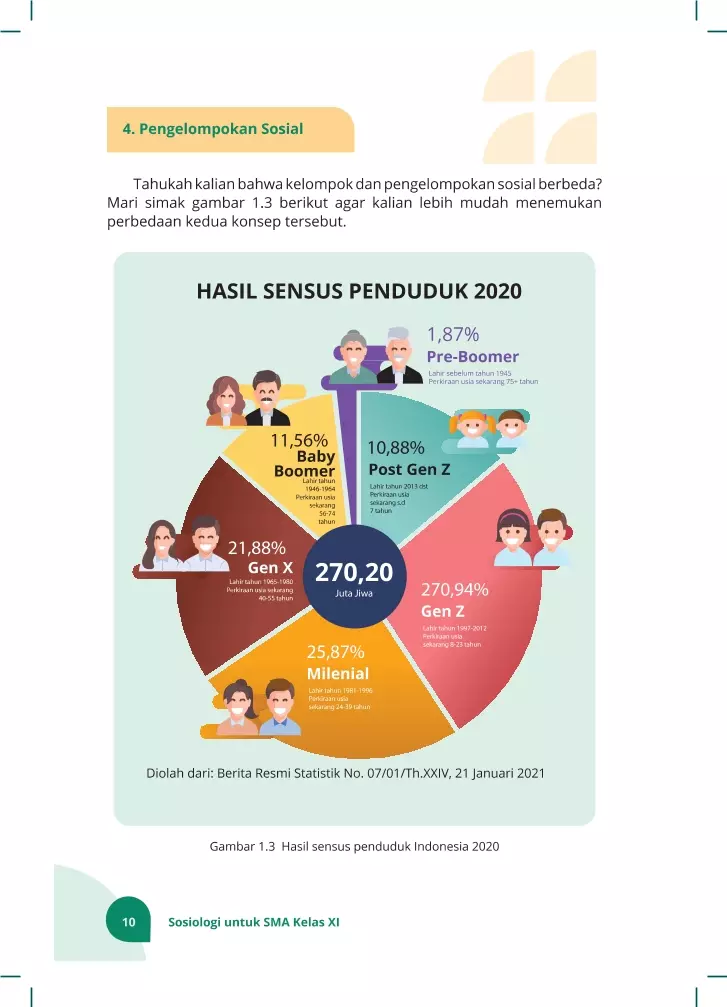 4. Pengelompokan Sosial
Tahukah kalian bahwa kelompok dan pengelompokan sosial berbeda?
Mari simak gambar 1.3 berikut agar kalian lebih mudah menemukan
perbedaan kedua konsep tersebut.
HASIL SENSUS PENDUDUK 2020
1,87%
Pre-Boomer
Lahir sebelum tahun 1945
Perkiraan usia sekarang 75+ tahun
11,56%
Baby
Boomer
Lahir tahun
1946-1964
Perkiraan usia
sekarang
56-74
tahun
10,88%
Post Gen Z
Lahir tahun 2013 dst
Perkiraan usia
sekarang s.d
7 tahun
21,88%
Gen X
Lahir tahun 1965-1980
Perkiraan usia sekarang
40-55 tahun
270,20
Juta Jiwa
270,94%
Gen Z
Lahir tahun 1997-2012
Perkiraan usia
sekarang 8-23 tahun
25,87%
Milenial
Lahir tahun 1981-1996
Perkiraan usia
sekarang 24-39 tahun
Diolah dari: Berita Resmi Statistik No. 07/01/Th.XXIV, 21 Januari 2021
Gambar 1.3 Hasil sensus penduduk Indonesia 2020
10
Sosiologi untuk SMA Kelas XI